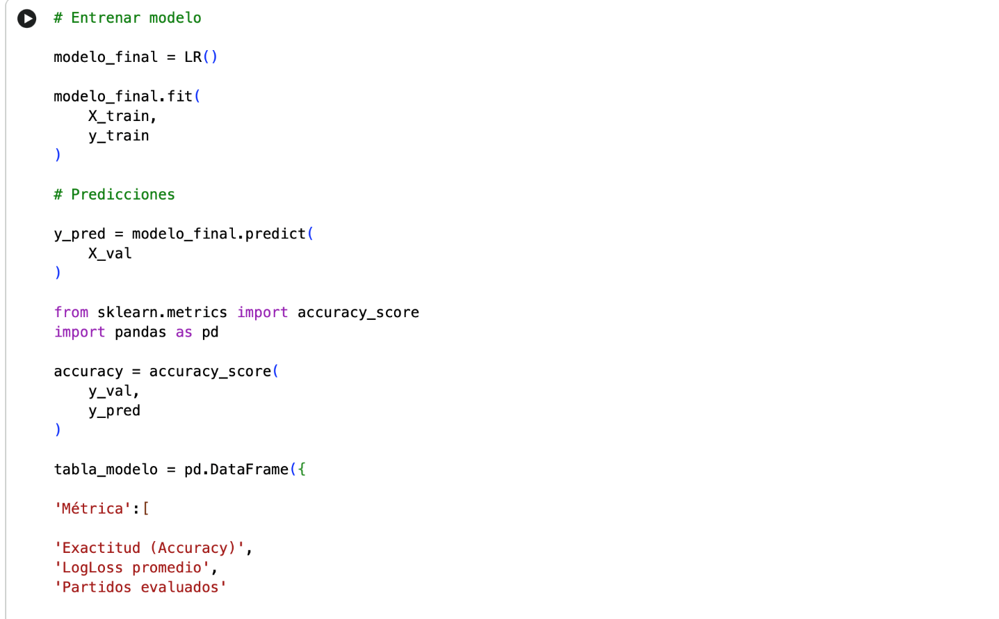 # Entrenar modelo
modelo_final = LR()
modelo_final.fit(
    X_train,
    y_train
)
# Predicciones
y_pred = modelo_final.predict(
    X_val
)
from sklearn.metrics import accuracy_score
import pandas as pd
accuracy = accuracy_score(
    y_val,
    y_pred
)
tabla_modelo = pd.DataFrame({
'Métrica':[
'Exactitud (Accuracy)',
'LogLoss promedio',
'Partidos evaluados'